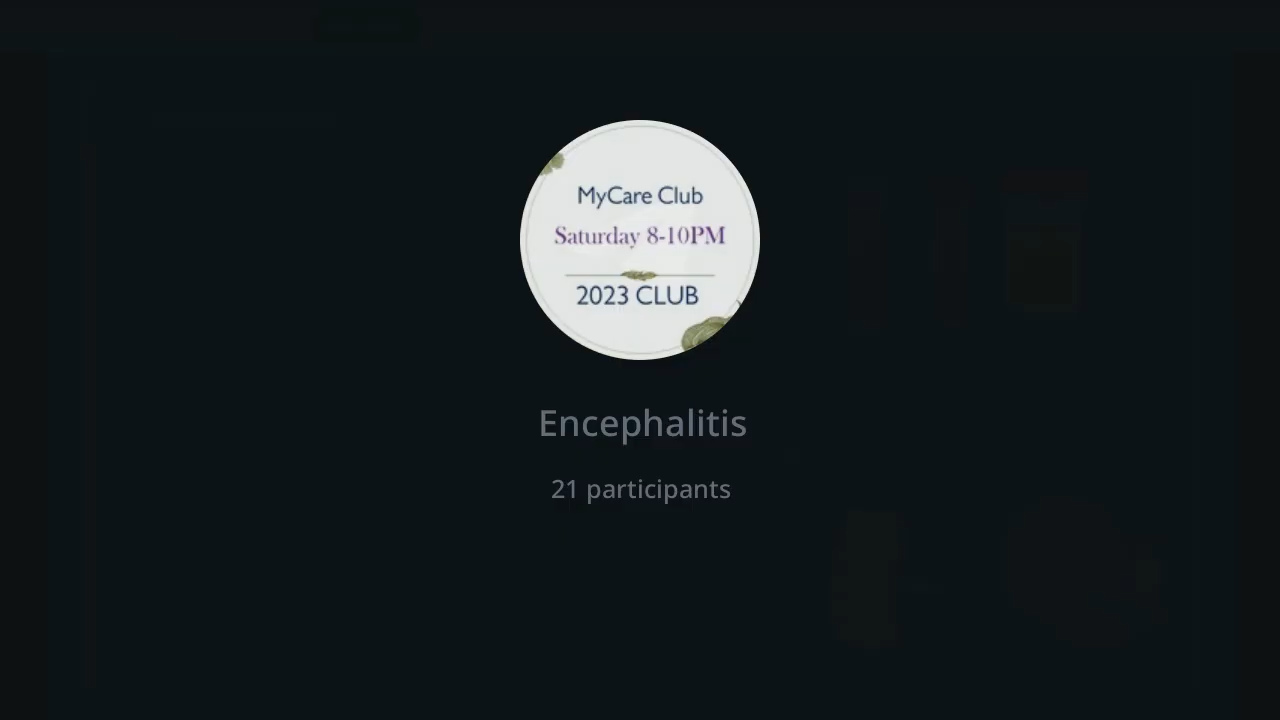 MyCare Club
Saturday 8-10PM
2023 CLUB
Encephalitis
21 participants